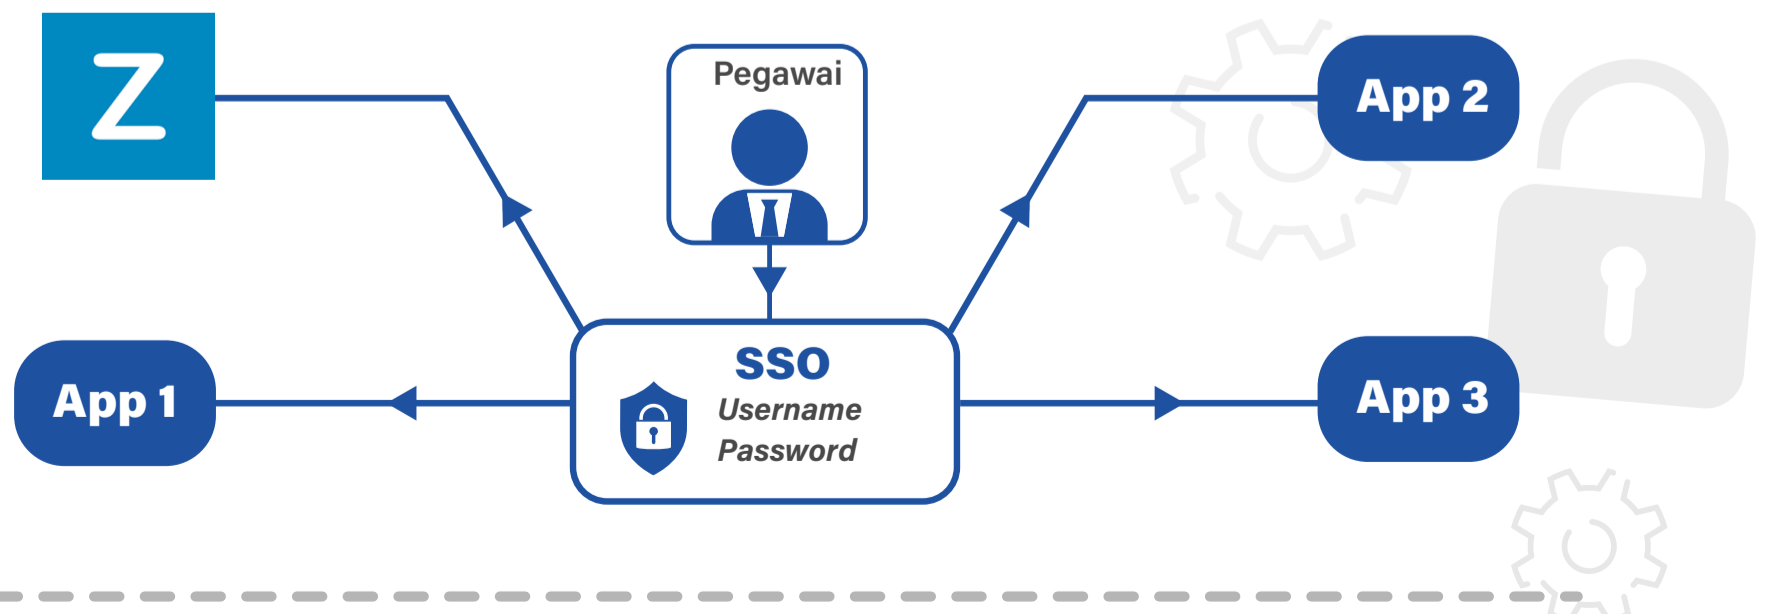 Z
Pegawai
App 2
SSO
Username
Password
App 1
App 3